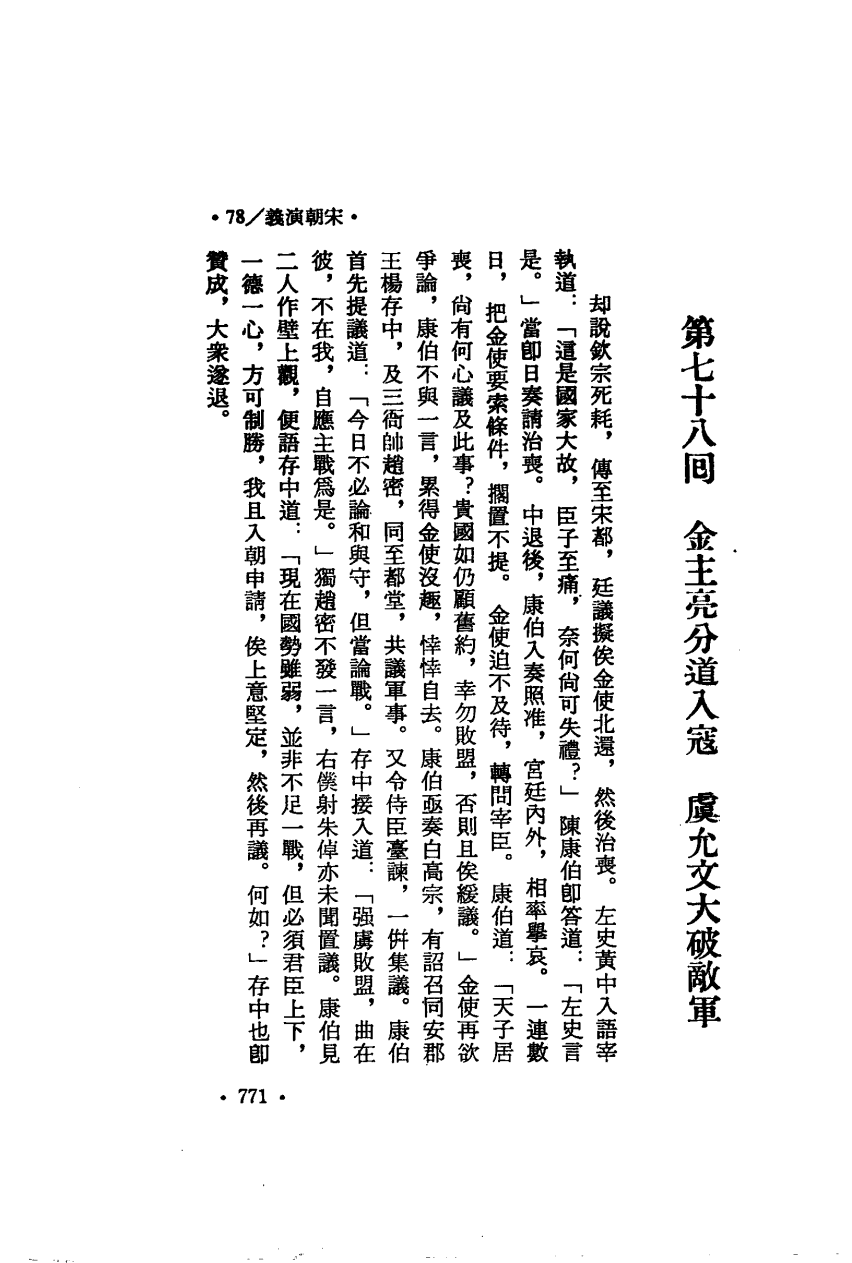 ·78／義演朝宋·
第七十八回　金主亮分道入寇　虞允文大破敵軍
却說欽宗死耗，傳至宋都，廷議擬俟金使北還，然後治喪。左史黃中入語宰
執道：「這是國家大故，臣子至痛，奈何尙可失禮？」陳康伯卽答道：「左史言
是。」當卽日奏請治喪。中退後，康伯入奏照准，宮廷內外，相率舉哀。一連數
日，把金使要索條件，擱置不提。金使迫不及待，轉問宰臣。康伯道：「天子居
喪，尙有何心議及此事？貴國如仍顧舊約，幸勿敗盟，否則且俟緩議。」金使再欲
爭論，康伯不與一言，累得金使沒趣，悻悻自去。康伯亟奏白高宗，有詔召同安郡
王楊存中，及三衙帥趙密，同至都堂，共議軍事。又令侍臣臺諫，一併集議。康伯
首先提議道：「今日不必論和與守，但當論戰。」存中接入道：「强虜敗盟，曲在
彼，不在我，自應主戰爲是。」獨趙密不發一言，右僕射朱倬亦未聞置議。康伯見
二人作壁上觀，便語存中道：「現在國勢雖弱，並非不足一戰，但必須君臣上下，
一德一心，方可制勝，我且入朝申請，俟上意堅定，然後再議。何如？」存中也卽
贊成，大衆遂退。
·771·